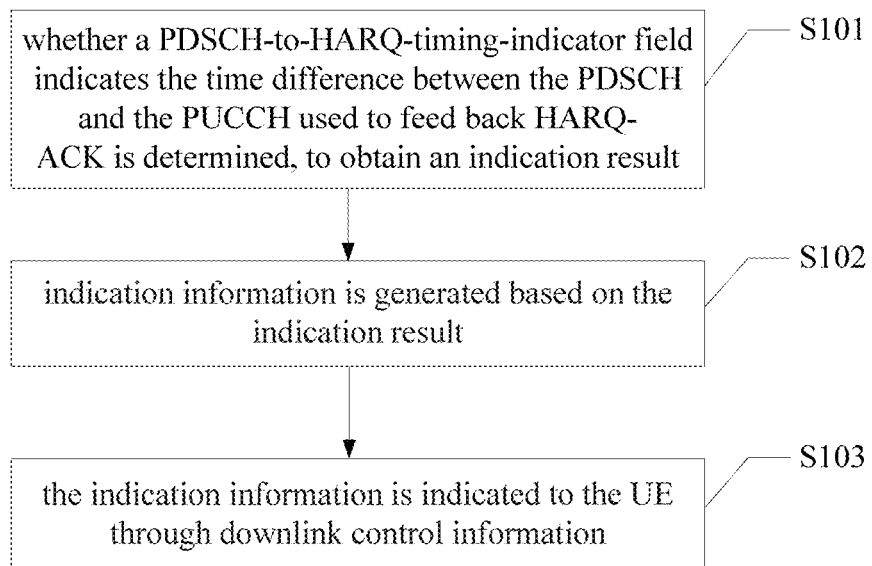 whether a PDSCH-to-HARQ-timing-indicator field
indicates the time difference between the PDSCH
and the PUCCH used to feed back HARQ-
ACK is determined, to obtain an indication result
S101
indication information is generated based on the
indication result
S102
the indication information is indicated to the UE
through downlink control information
S103